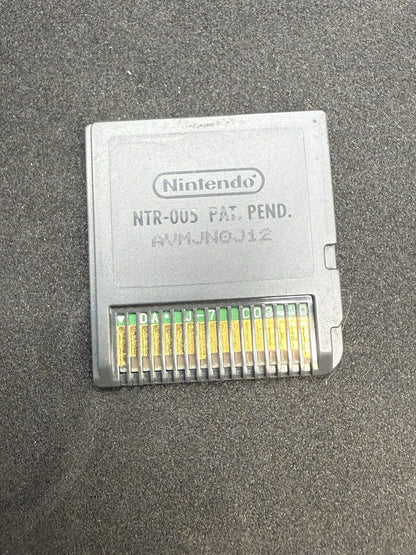 Nintendo
NTR-005 PAT. PEND.
AVMJN0J12